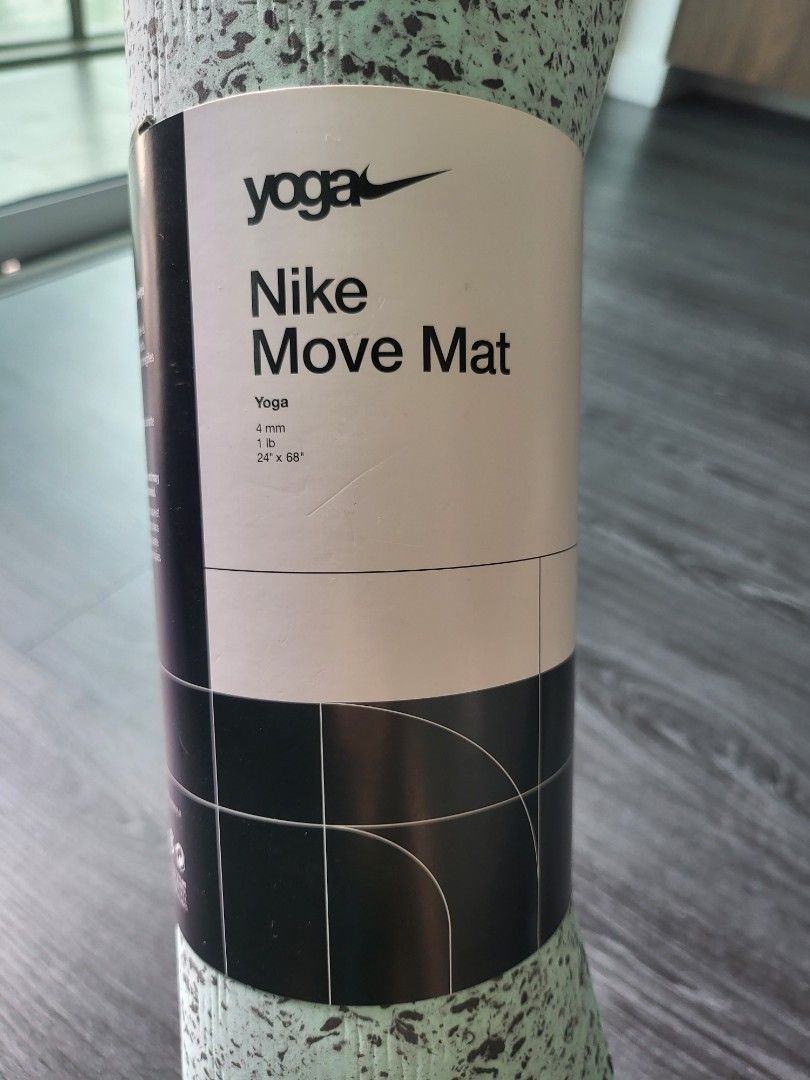 yoga
Nike
Move Mat
Yoga
4 mm
1 lb
24" x 68"